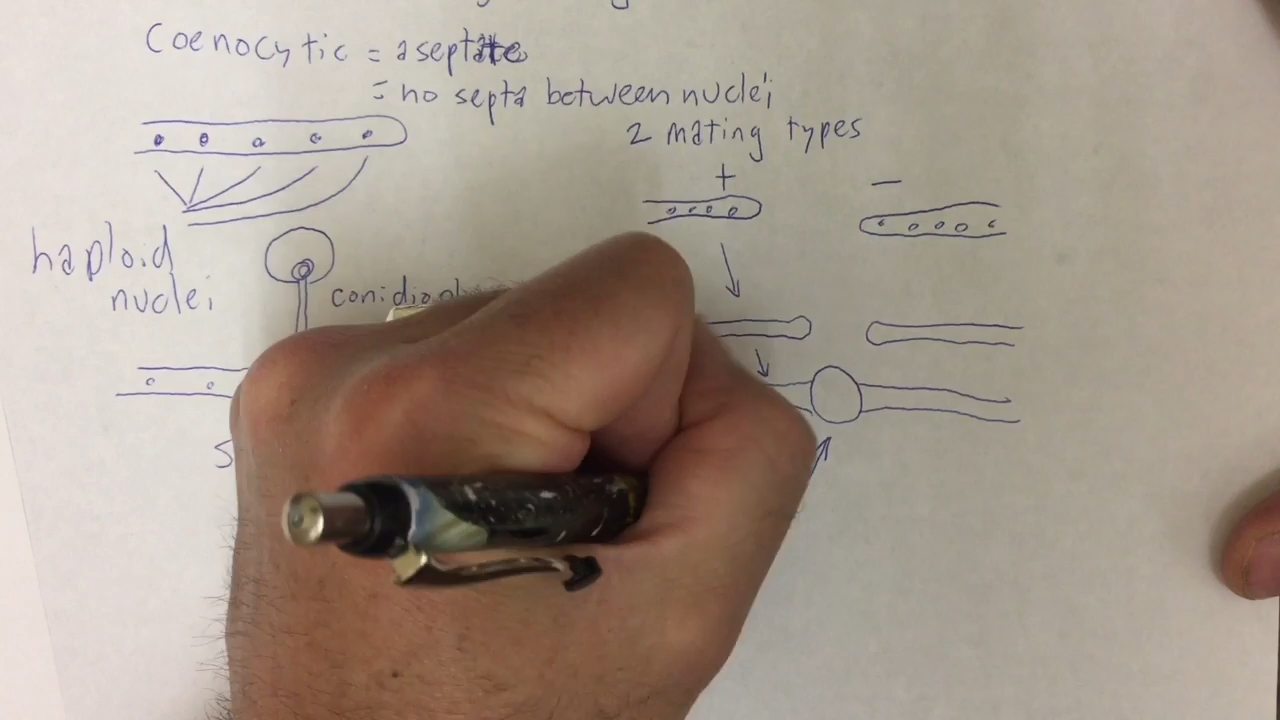 Coenocytic = aseptate
= no septa between nuclei
2 mating types
+ −
haploid
nuclei